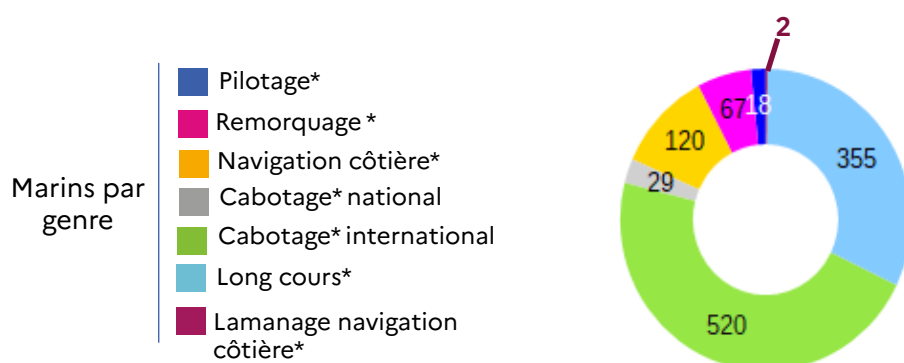 2
Pilotage*
Remorquage *
Navigation côtière*
Cabotage* national
Cabotage* international
Long cours*
Lamanage navigation
côtière*
Marins par
genre
18
67
120
355
29
520